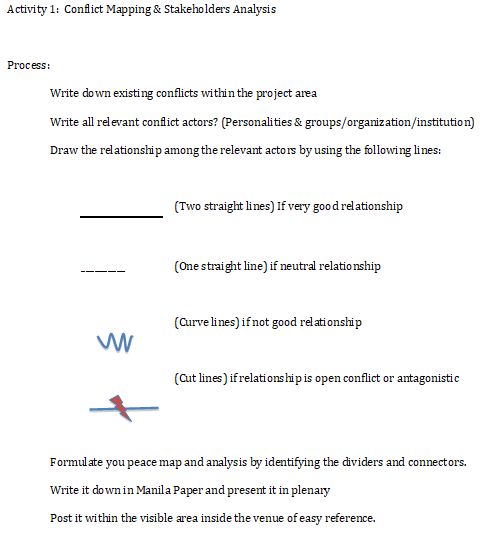 Activity 1: Conflict Mapping & Stakeholders Analysis
Process:
Write down existing conflicts within the project area
Write all relevant conflict actors? (Personalities & groups/organization/institution)
Draw the relationship among the relevant actors by using the following lines:
(Two straight lines) If very good relationship
(One straight line) if neutral relationship
(Curve lines) if not good relationship
(Cut lines) if relationship is open conflict or antagonistic
Formulate you peace map and analysis by identifying the dividers and connectors.
Write it down in Manila Paper and present it in plenary
Post it within the visible area inside the venue of easy reference.